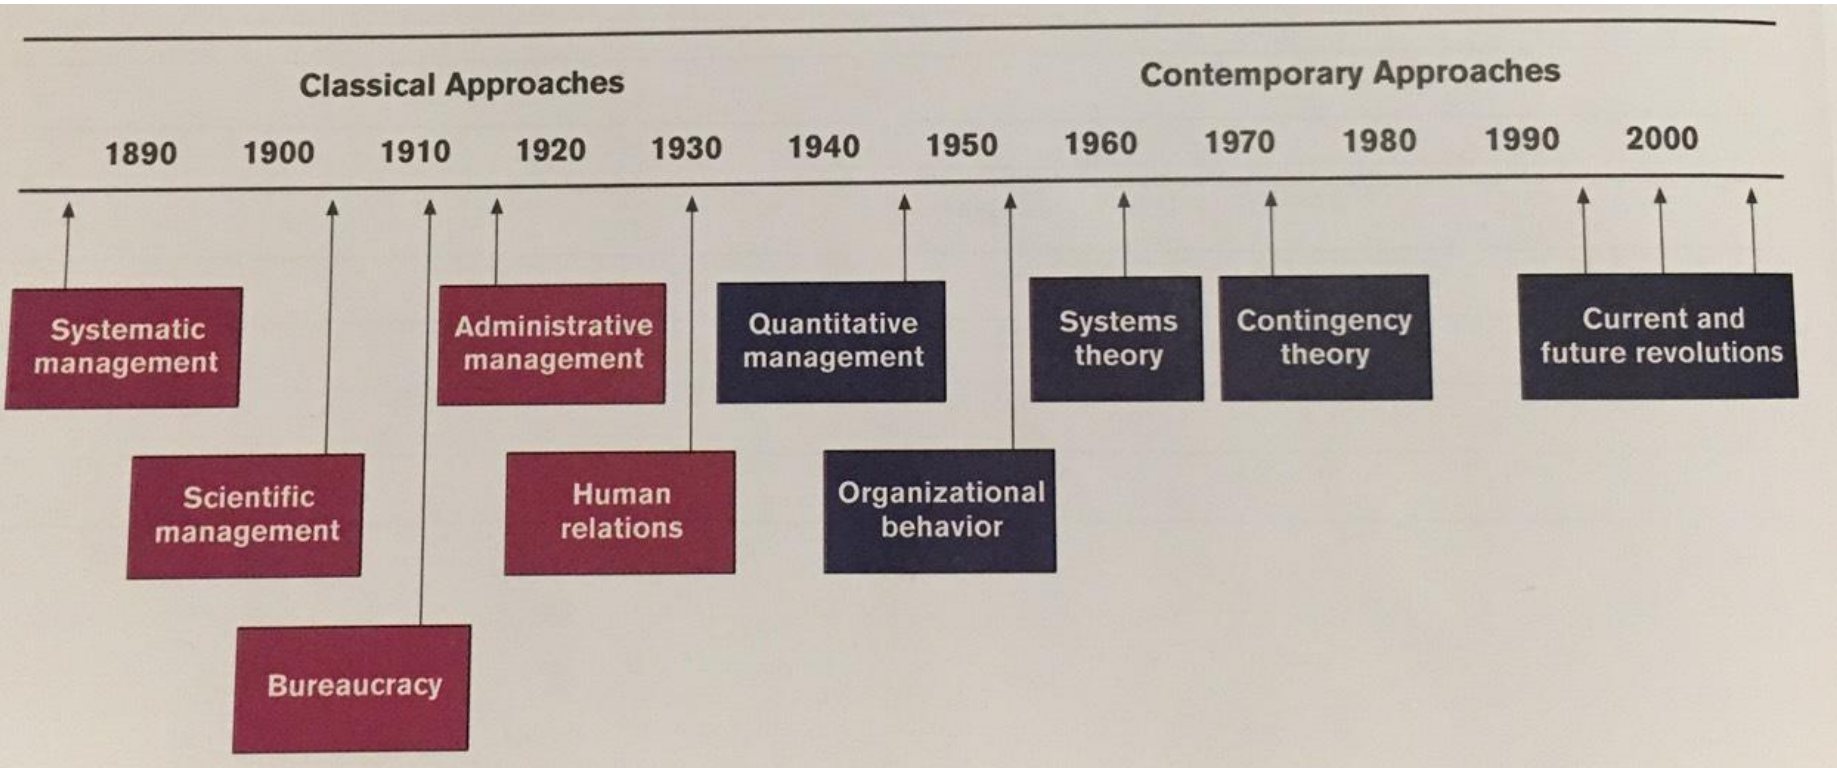 Classical Approaches
Contemporary Approaches
1890 1900 1910 1920 1930 1940 1950 1960 1970 1980 1990 2000
Systematic
management
Administrative
management
Quantitative
management
Systems
theory
Contingency
theory
Current and
future revolutions
Scientific
management
Human
relations
Organizational
behavior
Bureaucracy